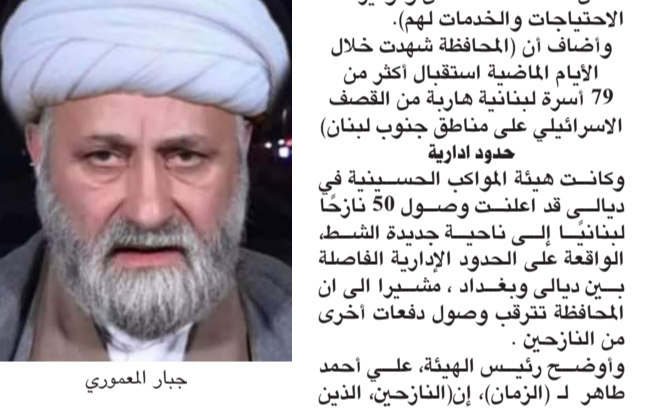 الاحتياجات والخدمات لهم).
وأضاف أن (المحافظة شهدت خلال
الأيام الماضية استقبال أكثر من
79 أسرة لبنانية هاربة من القصف
الاسرائيلي على مناطق جنوب لبنان)
حدود ادارية
وكانت هيئة المواكب الحسينية في
ديالى قد اعلنت وصول 50 نازحًا
لبنانيًا إلى ناحية جديدة الشط،
الواقعة على الحدود الإدارية الفاصلة
بين ديالى وبغداد ، مشيرا الى ان
المحافظة تترقب وصول دفعات أخرى
من النازحين .
وأوضح رئيس الهيئة، علي أحمد
طاهر لـ (الزمان)، إن(النازحين، الذين
جبار المعموري